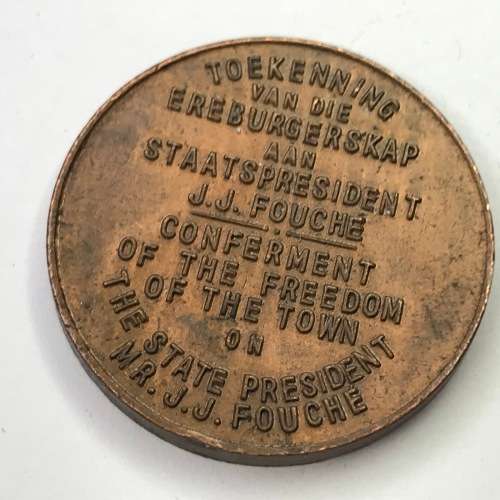 TOEKENNING
VAN DIE
EREBURGERSKAP
AAN
STAATSPRESIDENT
J.J. FOUCHÉ
CONFERMENT
OF THE FREEDOM
OF THE TOWN
ON
THE STATE PRESIDENT
MR. J.J. FOUCHÉ